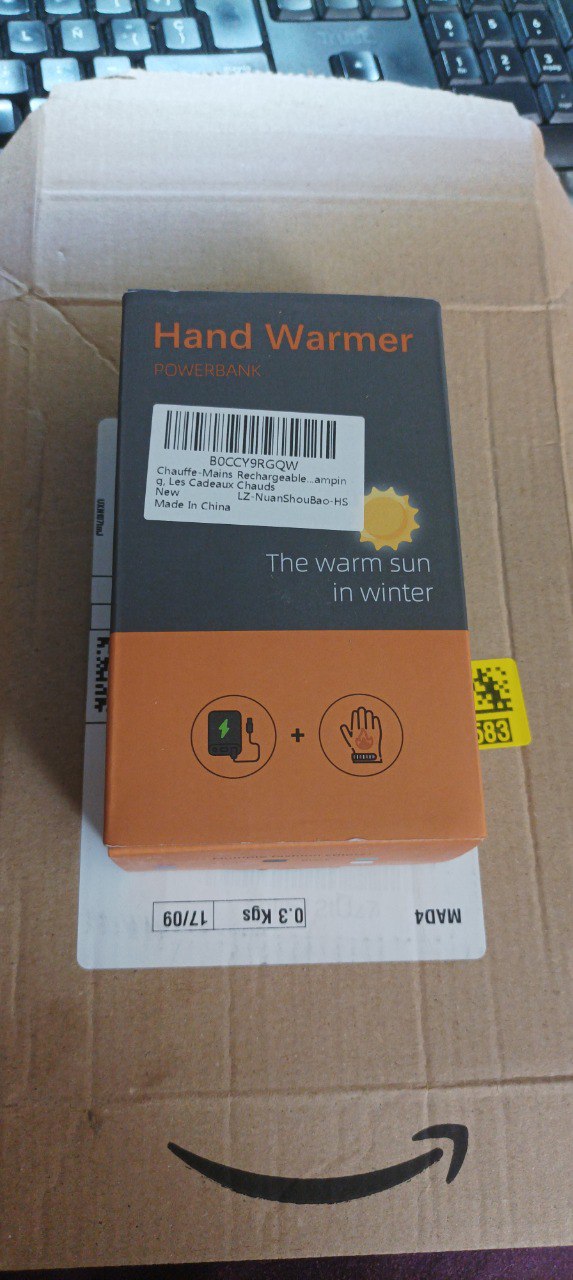 Hand Warmer
POWERBANK
B0CCY9RGQW
Chauffe-Mains Rechargeable...ampin
g, Les Cadeaux Chauds
New LZ-NuanShouBao-HS
Made In China
The warm sun
in winter
583
MAD4 0.3 Kgs 17/09